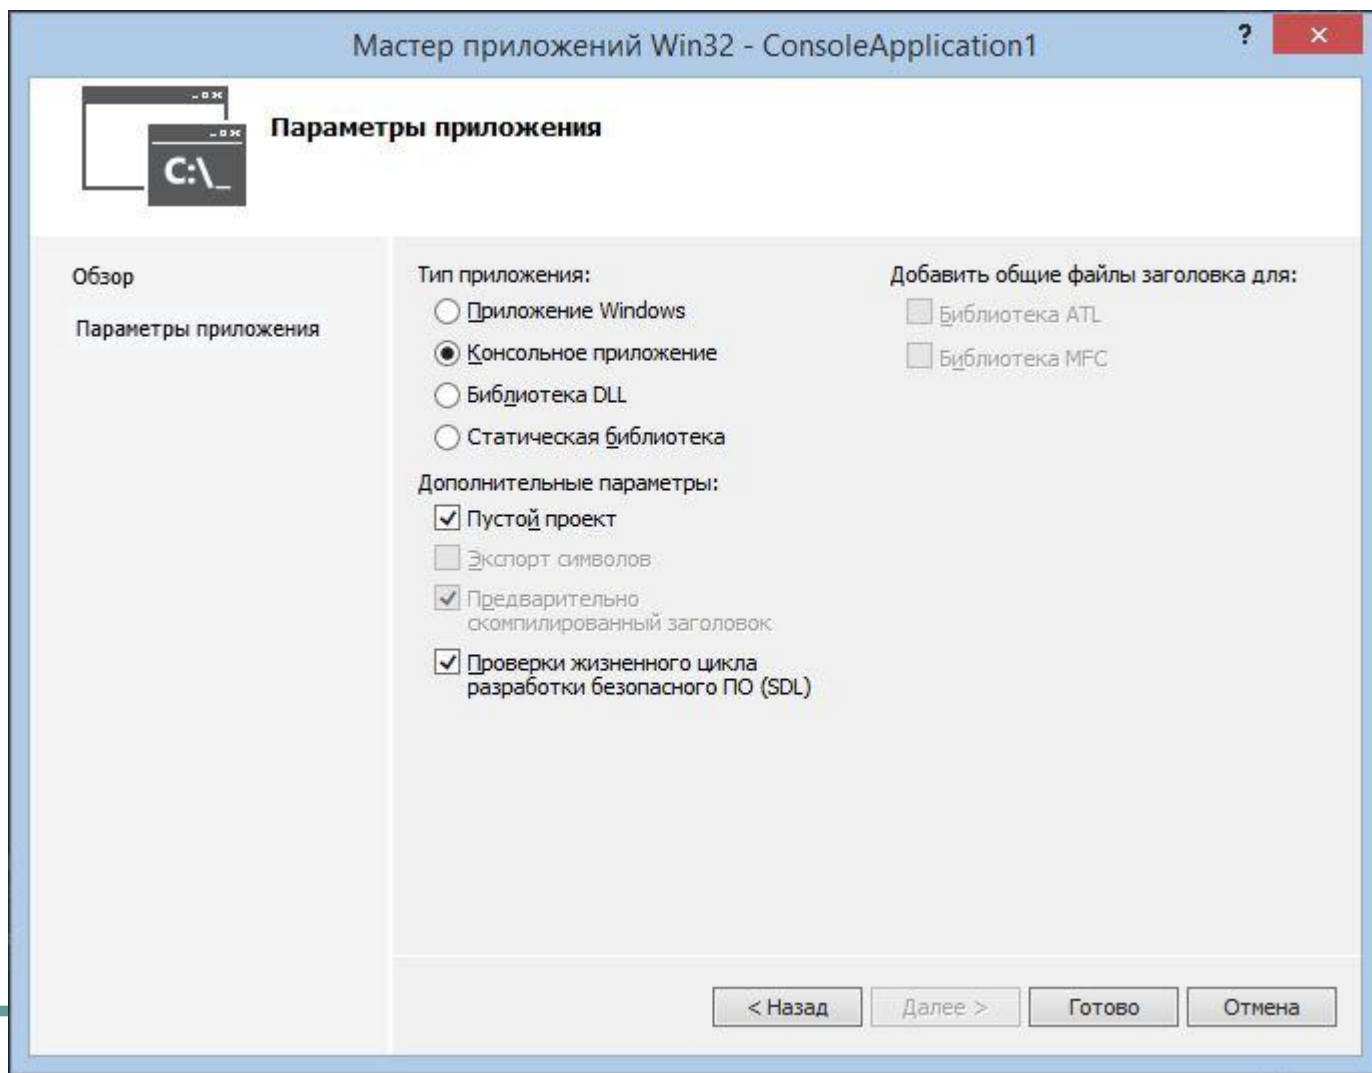 Мастер приложений Win32 - ConsoleApplication1
?
Параметры приложения
C:\_
Обзор
Параметры приложения
Тип приложения:
Приложение Windows
Консольное приложение
Библиотека DLL
Статическая библиотека
Дополнительные параметры:
Пустой проект
Экспорт символов
Предварительно
скомпилированный заголовок
Проверки жизненного цикла
разработки безопасного ПО (SDL)
Добавить общие файлы заголовка для:
Библиотека ATL
Библиотека MFC
< Назад
Далее >
Готово
Отмена